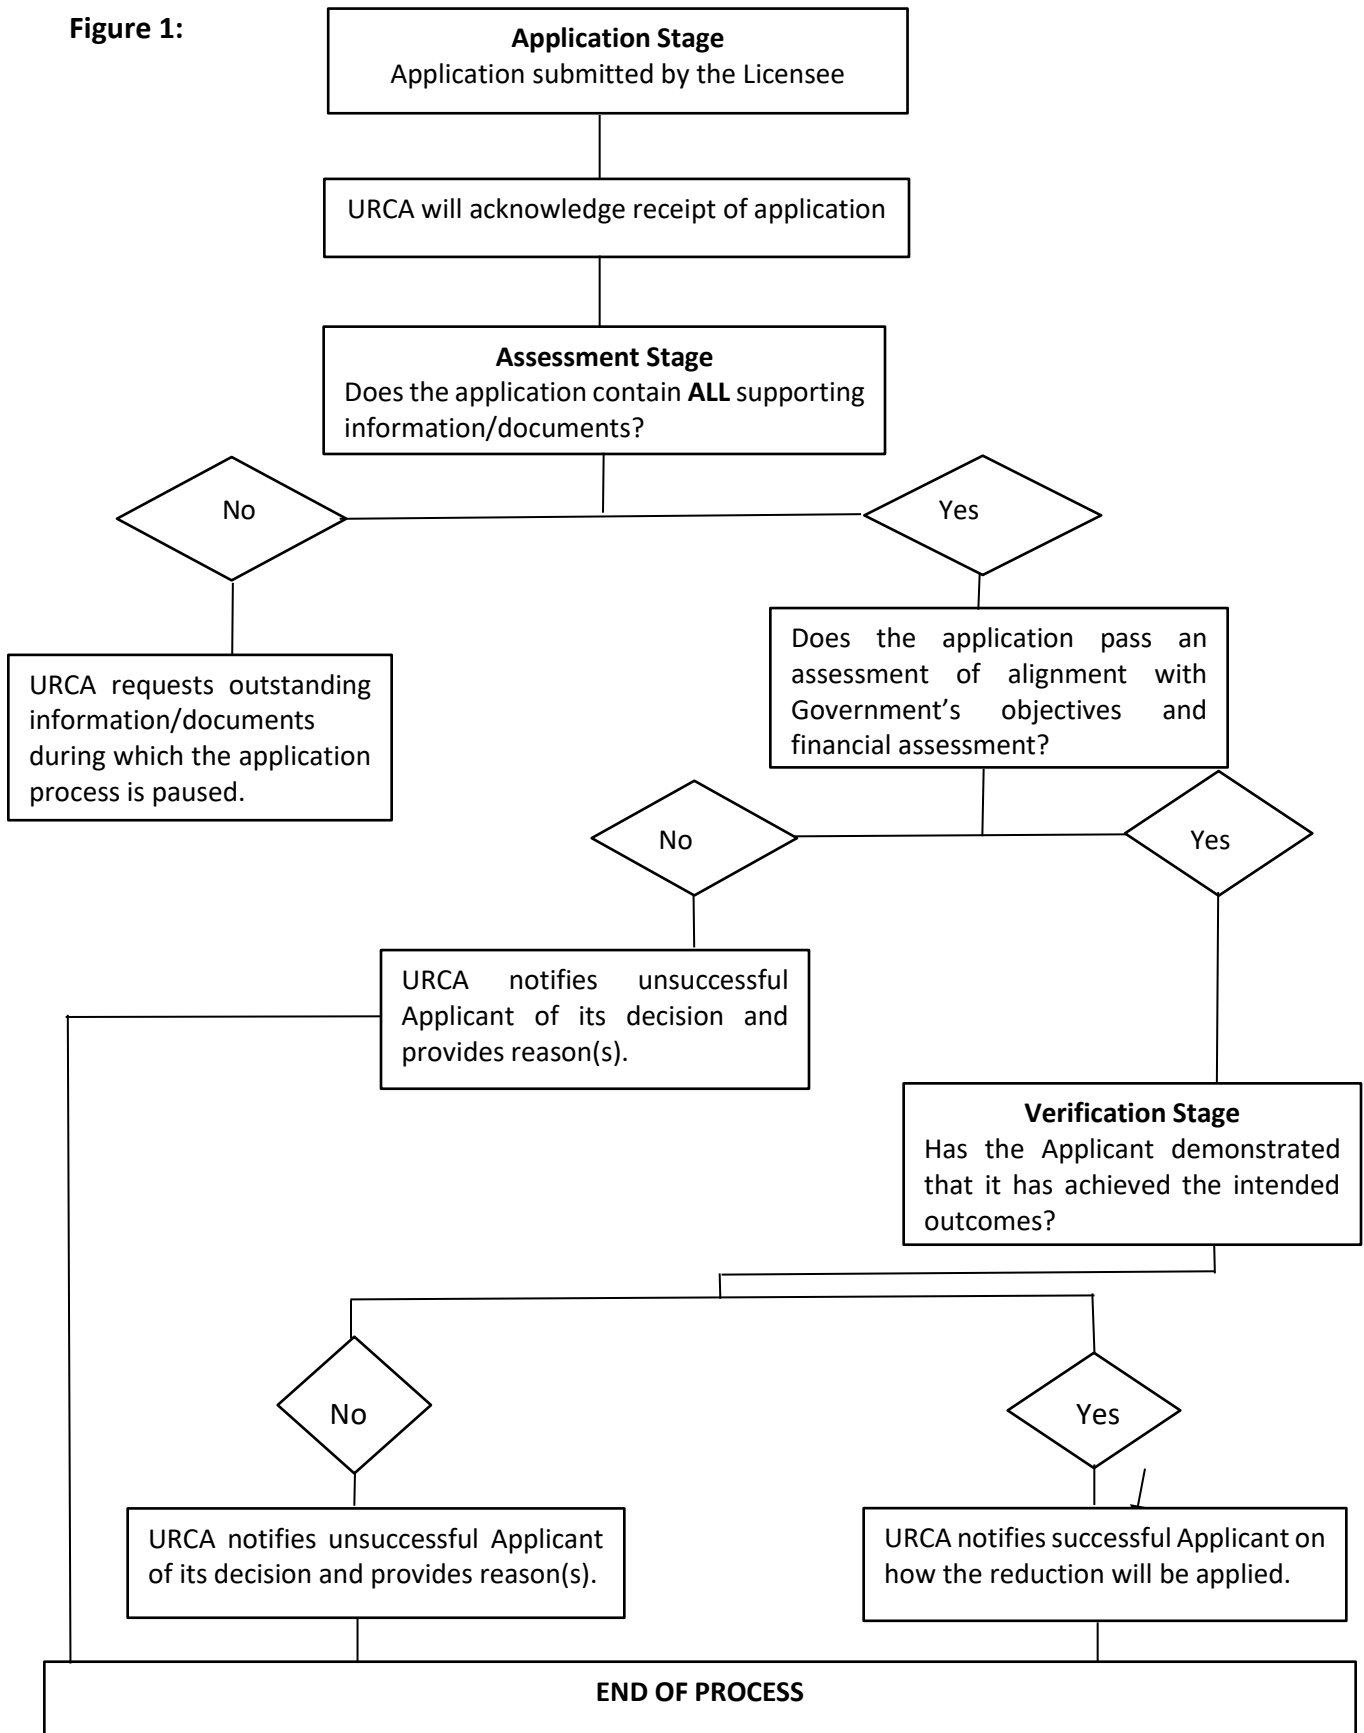 Figure 1:
Application Stage
Application submitted by the Licensee
URCA will acknowledge receipt of application
Assessment Stage
Does the application contain ALL supporting
information/documents?
No
Yes
URCA requests outstanding
information/documents
during which the application
process is paused.
Does the application pass an
assessment of alignment with
Government’s objectives and
financial assessment?
No
Yes
URCA notifies unsuccessful
Applicant of its decision and
provides reason(s).
Verification Stage
Has the Applicant demonstrated
that it has achieved the intended
outcomes?
No
Yes
URCA notifies unsuccessful Applicant
of its decision and provides reason(s).
URCA notifies successful Applicant on
how the reduction will be applied.
END OF PROCESS